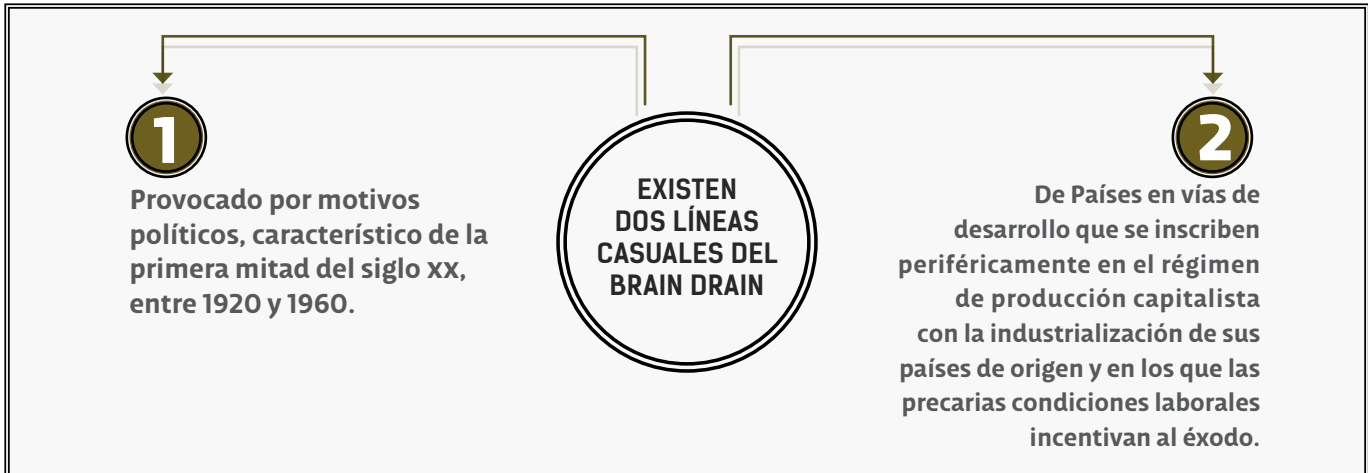 EXISTEN
DOS LÍNEAS
CASUALES DEL
BRAIN DRAIN
1
Provocado por motivos
políticos, característico de la
primera mitad del siglo XX,
entre 1920 y 1960.
2
De Países en vías de
desarrollo que se inscriben
periféricamente en el régimen
de producción capitalista
con la industrialización de sus
países de origen y en los que las
precarias condiciones laborales
incentivan al éxodo.